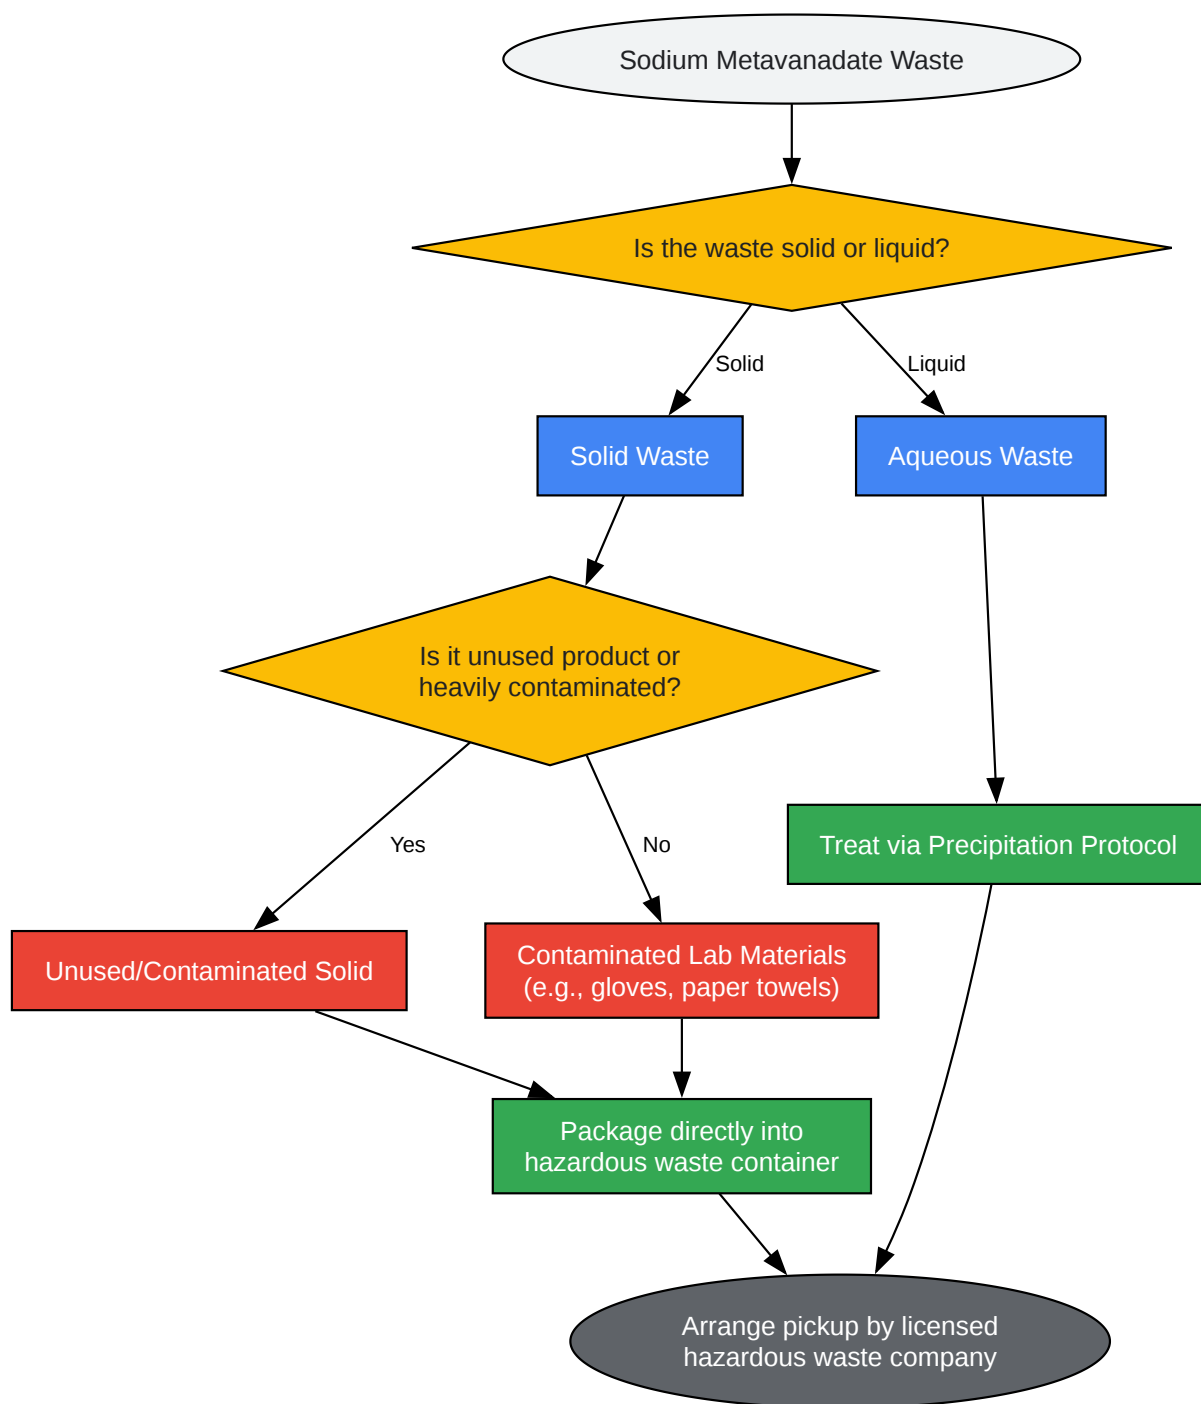 Sodium Metavanadate Waste
Is the waste solid or liquid?
Solid
Liquid
Solid Waste
Aqueous Waste
Is it unused product or
heavily contaminated?
Yes
No
Treat via Precipitation Protocol
Unused/Contaminated Solid
Contaminated Lab Materials
(e.g., gloves, paper towels)
Package directly into
hazardous waste container
Arrange pickup by licensed
hazardous waste company